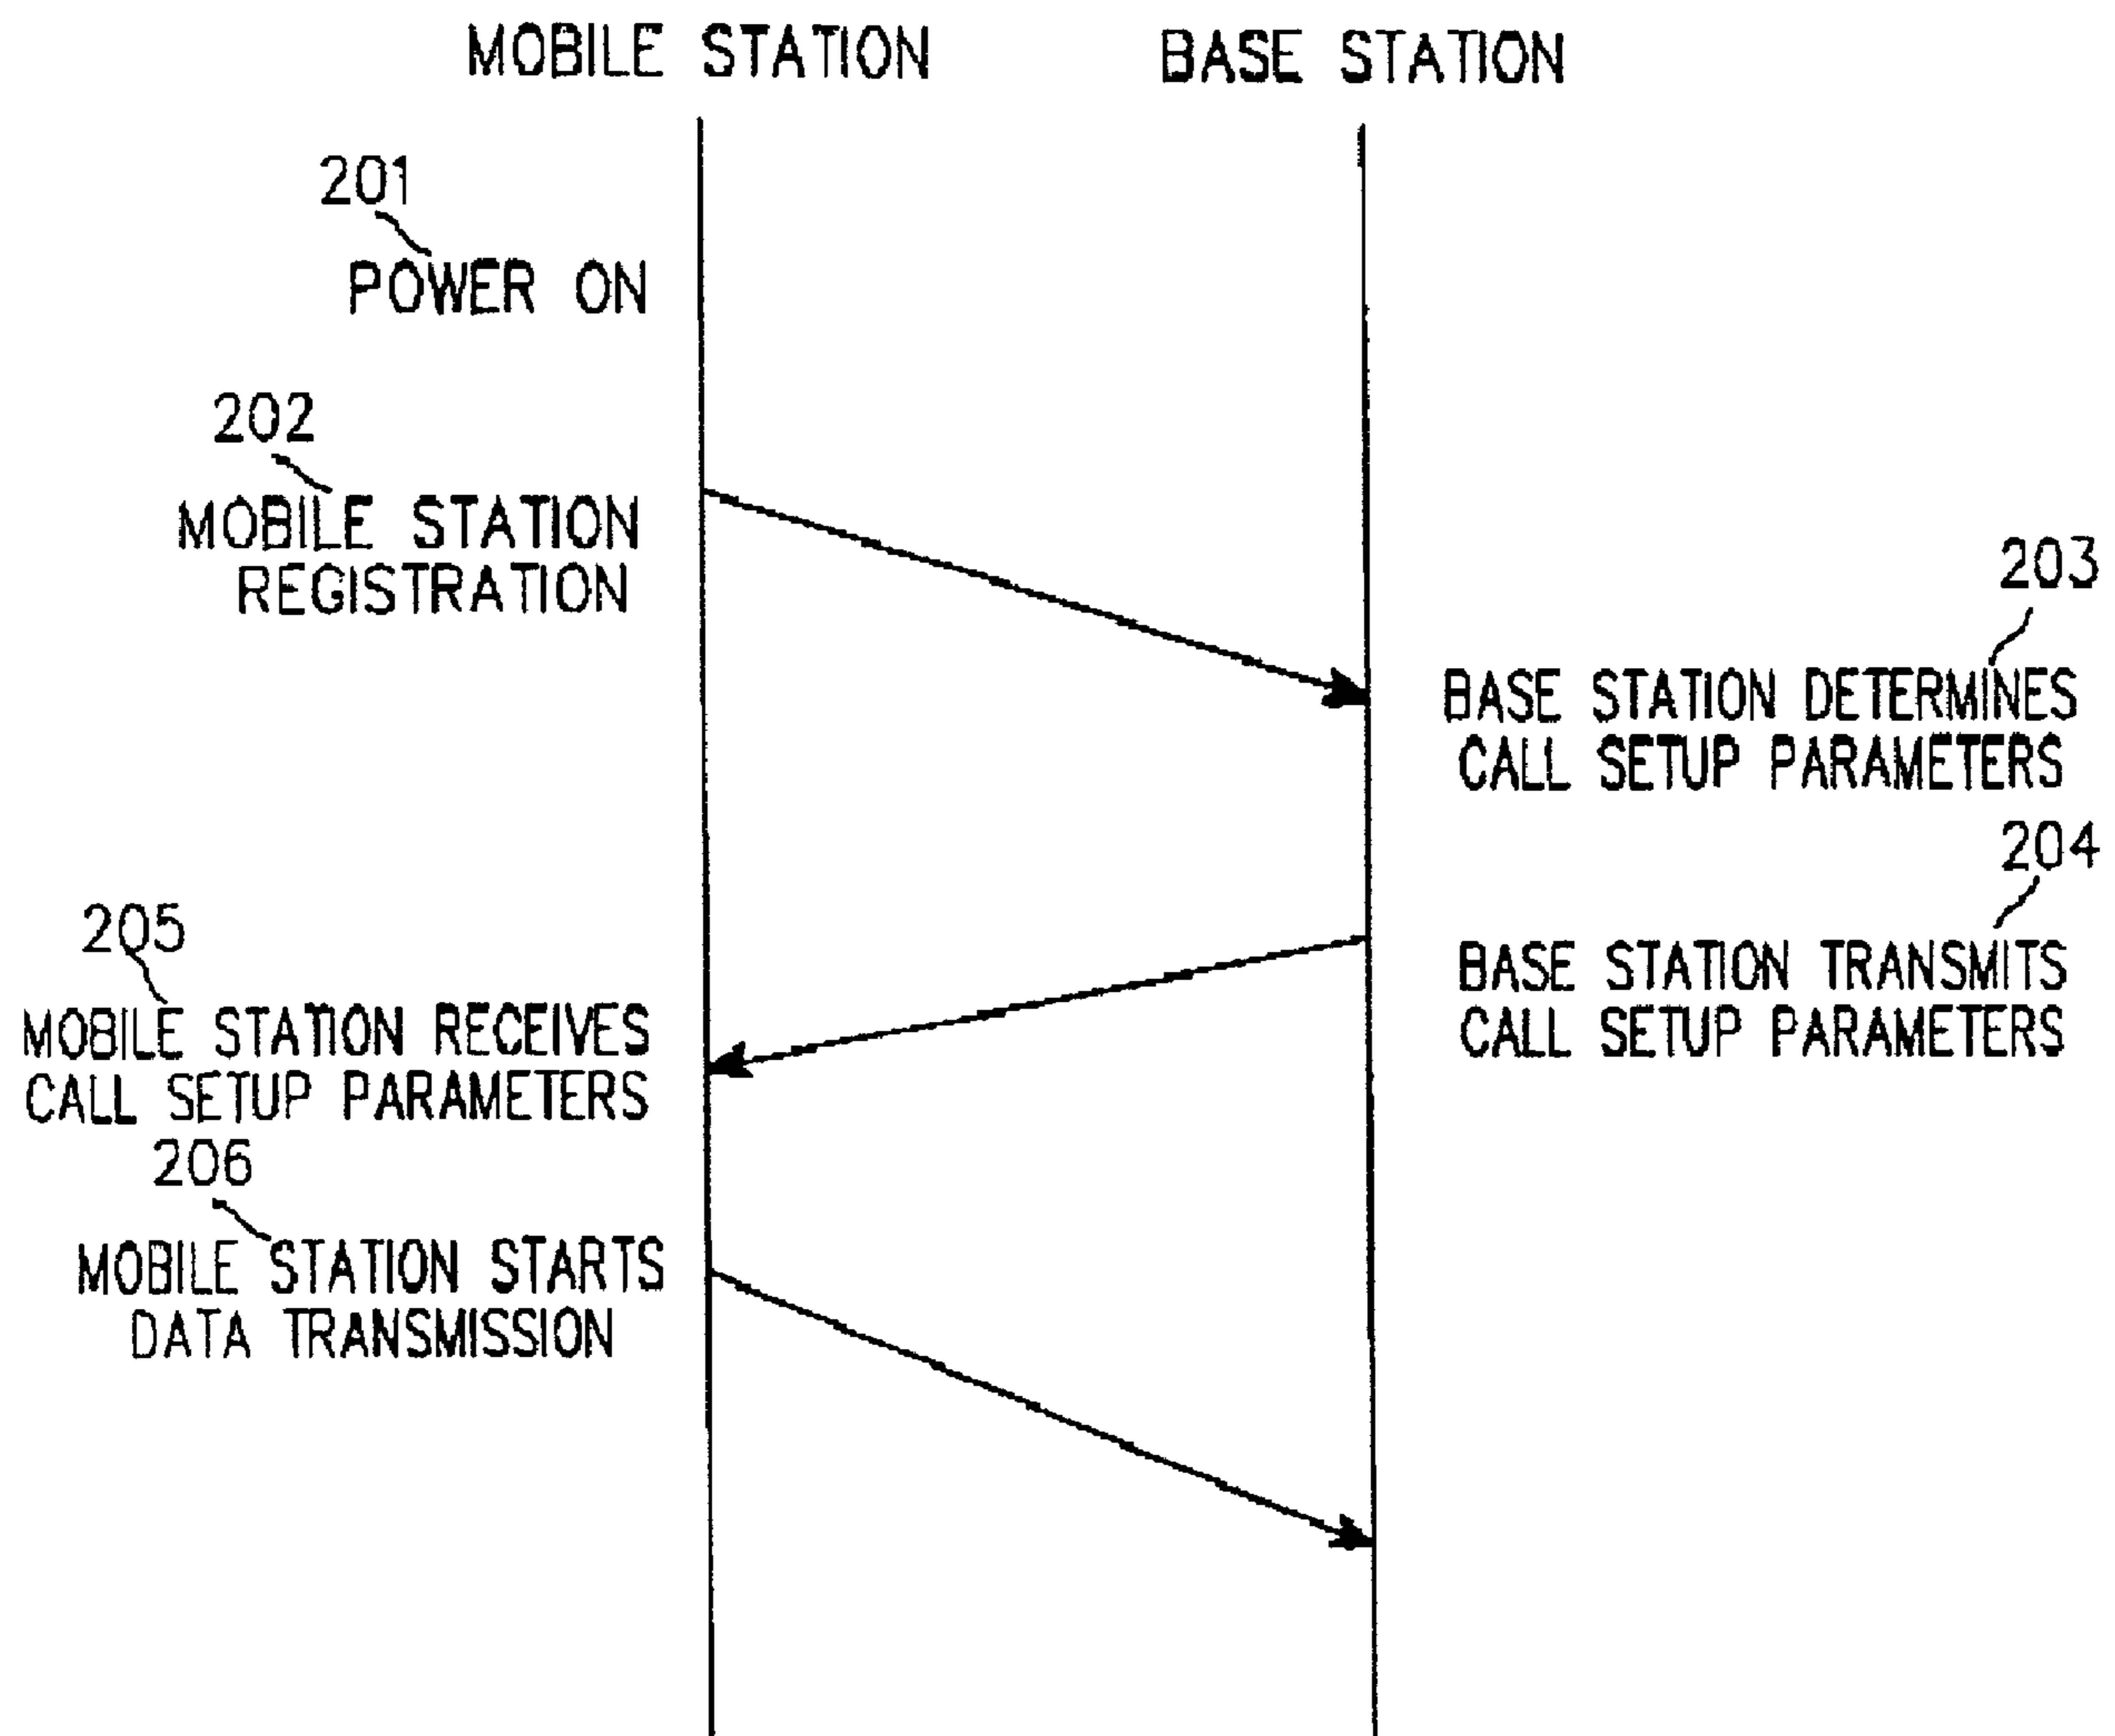 MOBILE STATION
BASE STATION
201
POWER ON
202
MOBILE STATION
REGISTRATION
203
BASE STATION DETERMINES
CALL SETUP PARAMETERS
204
BASE STATION TRANSMITS
CALL SETUP PARAMETERS
205
MOBILE STATION RECEIVES
CALL SETUP PARAMETERS
206
MOBILE STATION STARTS
DATA TRANSMISSION